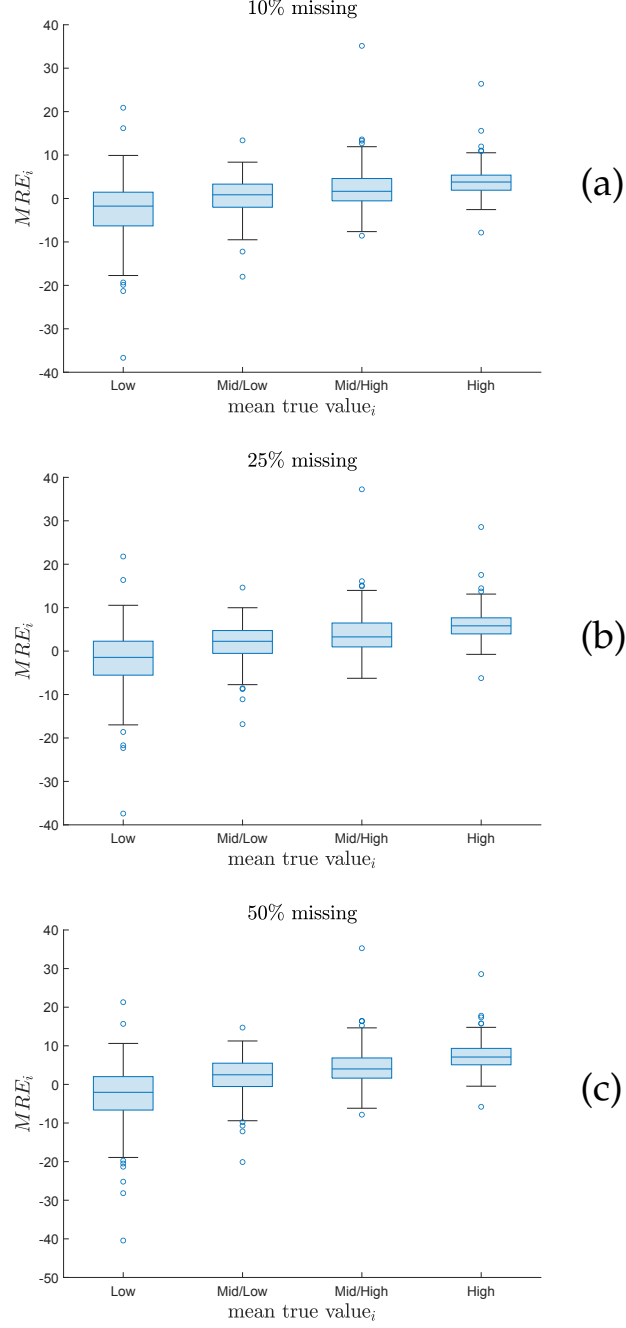 10% missing
40
30
20
10
0
-10
-20
-30
-40
MRE_i
Low Mid/Low Mid/High High
mean true value_i
(a)
25% missing
40
30
20
10
0
-10
-20
-30
-40
MRE_i
Low Mid/Low Mid/High High
mean true value_i
(b)
50% missing
40
30
20
10
0
-10
-20
-30
-40
-50
MRE_i
Low Mid/Low Mid/High High
mean true value_i
(c)